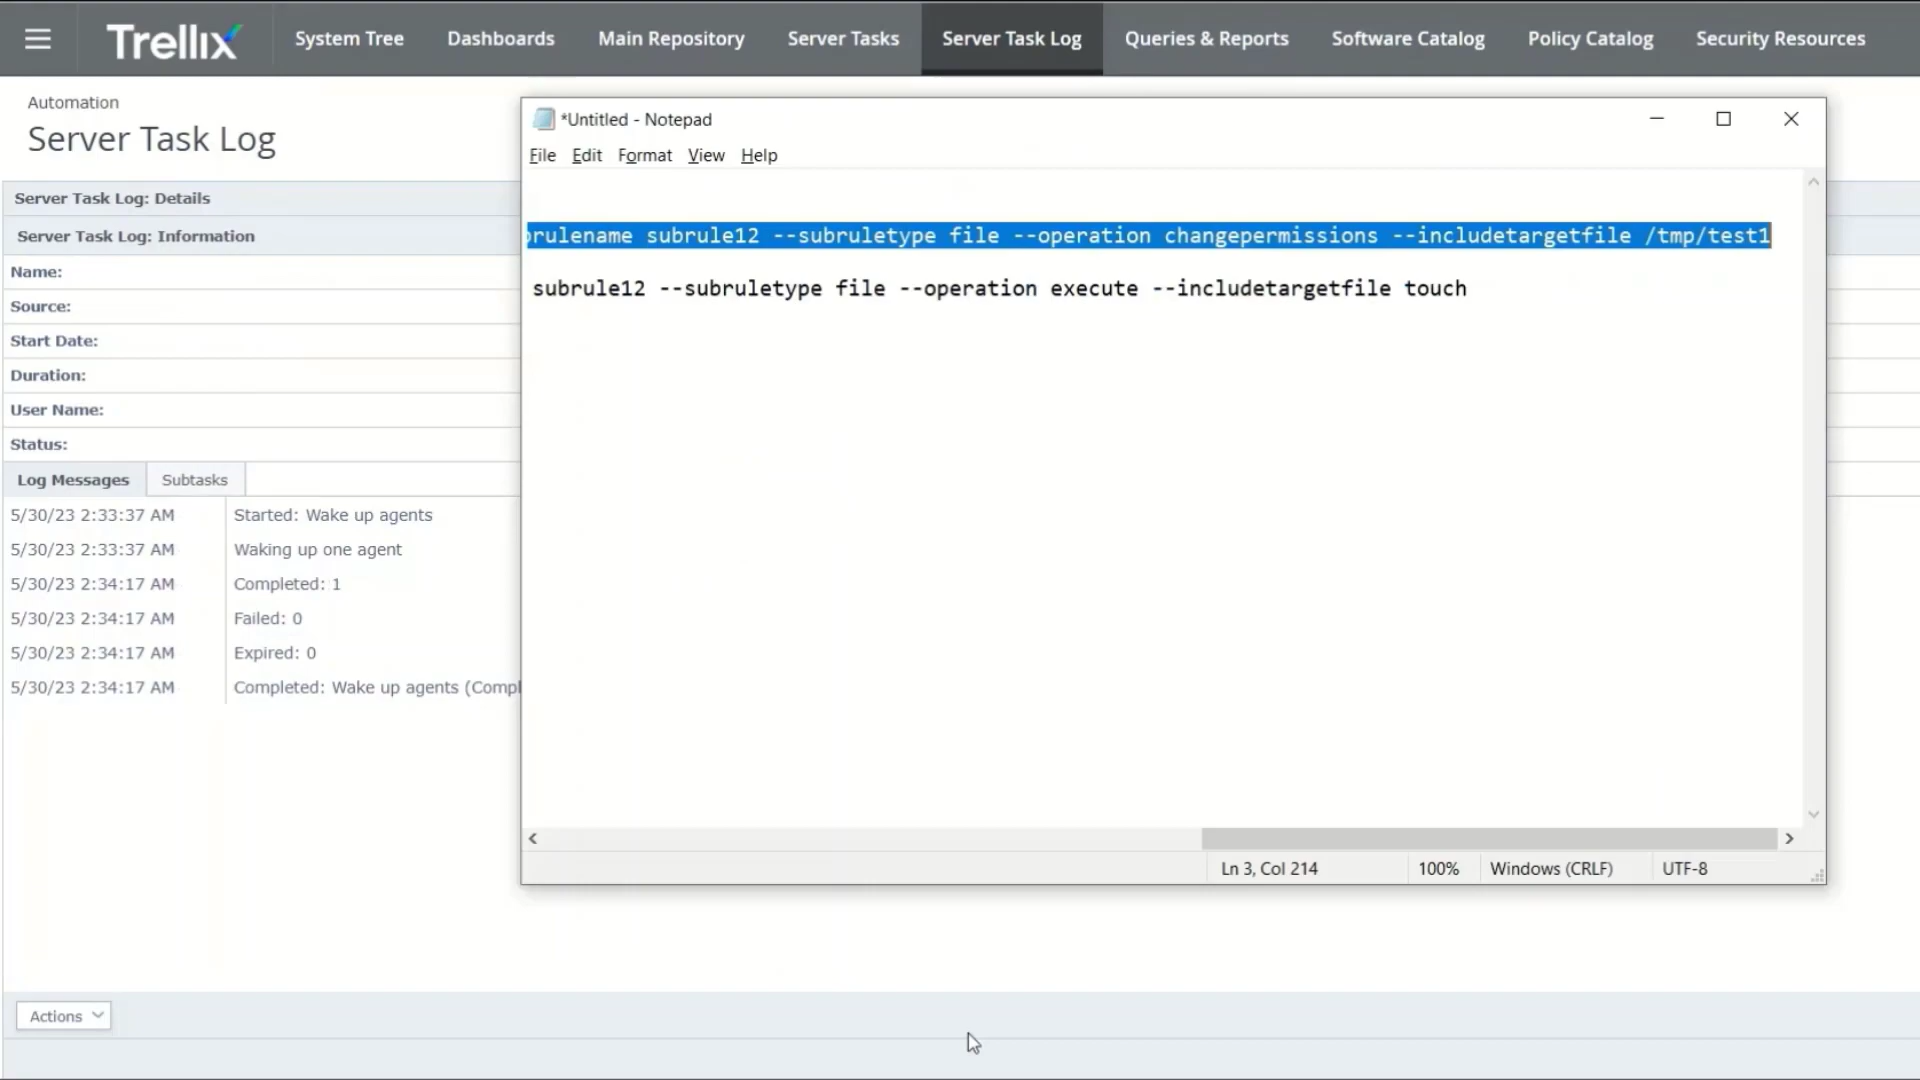 Trellix System Tree Dashboards Main Repository Server Tasks Server Task Log Queries & Reports Software Catalog Policy Catalog Security Resources
Automation
Server Task Log
Server Task Log: Details
Server Task Log: Information
Name:
Source:
Start Date:
Duration:
User Name:
Status:
Log Messages Subtasks
5/30/23 2:33:37 AM Started: Wake up agents
5/30/23 2:33:37 AM Waking up one agent
5/30/23 2:34:17 AM Completed: 1
5/30/23 2:34:17 AM Failed: 0
5/30/23 2:34:17 AM Expired: 0
5/30/23 2:34:17 AM Completed: Wake up agents (Compl
Actions
*Untitled - Notepad
File Edit Format View Help
brulename subrule12 --subruletype file --operation changepermissions --includetargetfile /tmp/test1
subrule12 --subruletype file --operation execute --includetargetfile touch
Ln 3, Col 214 100% Windows (CRLF) UTF-8